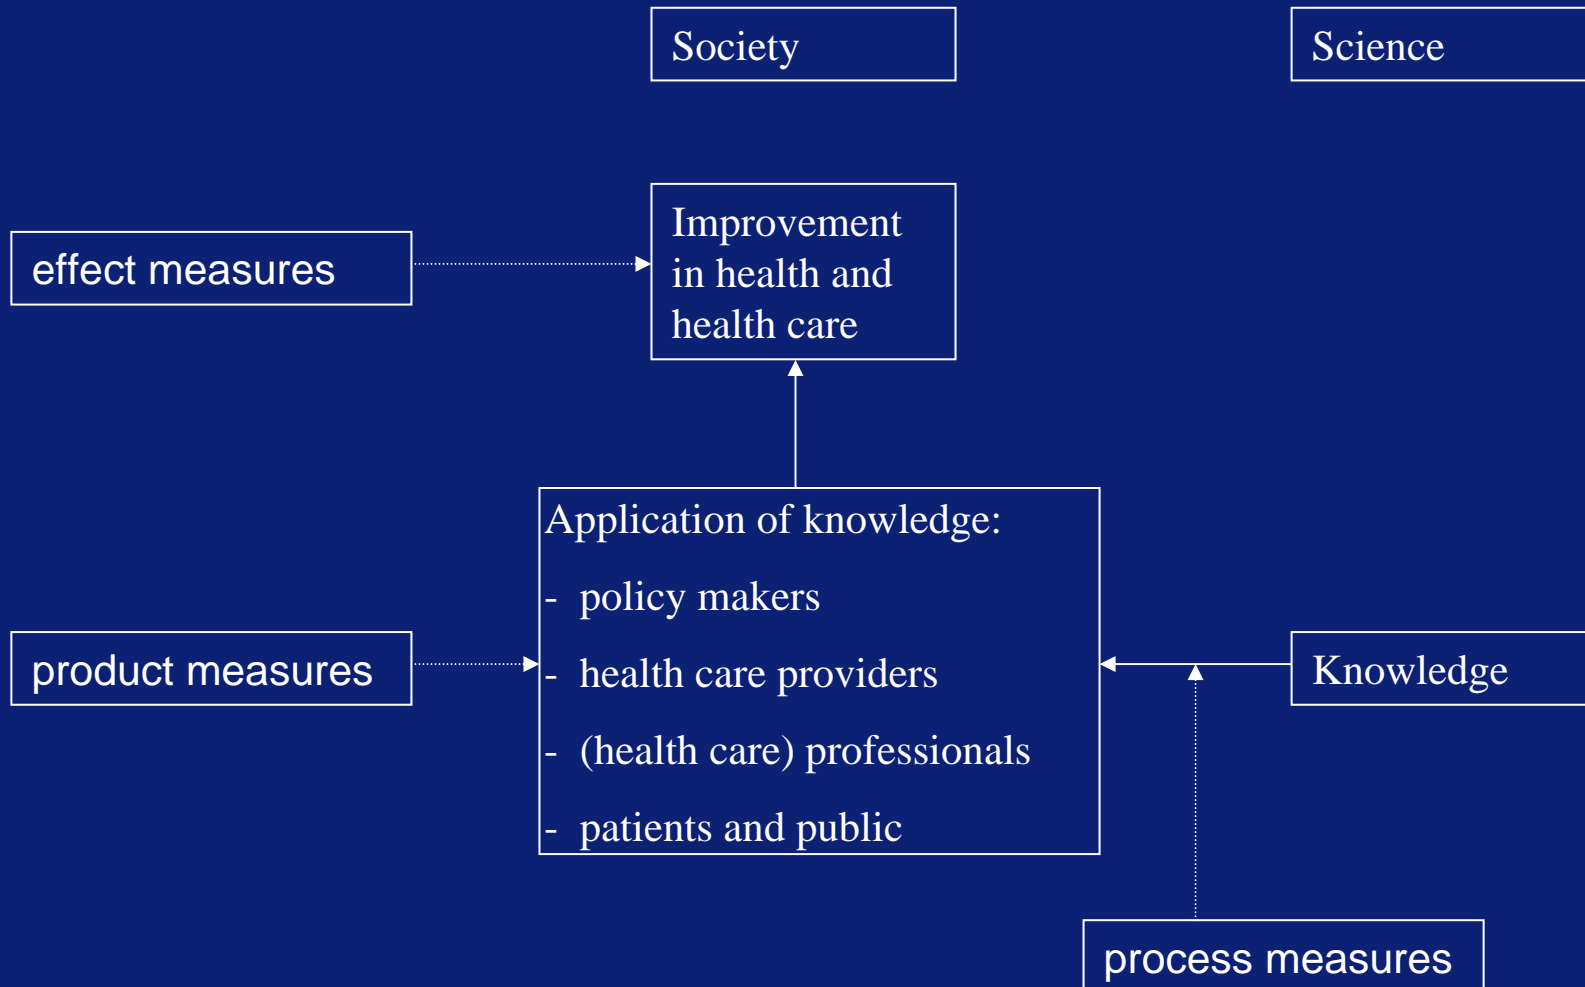 Society
Science
Improvement
in health and
health care
effect measures
Application of knowledge:
- policy makers
- health care providers
- (health care) professionals
- patients and public
product measures
Knowledge
process measures